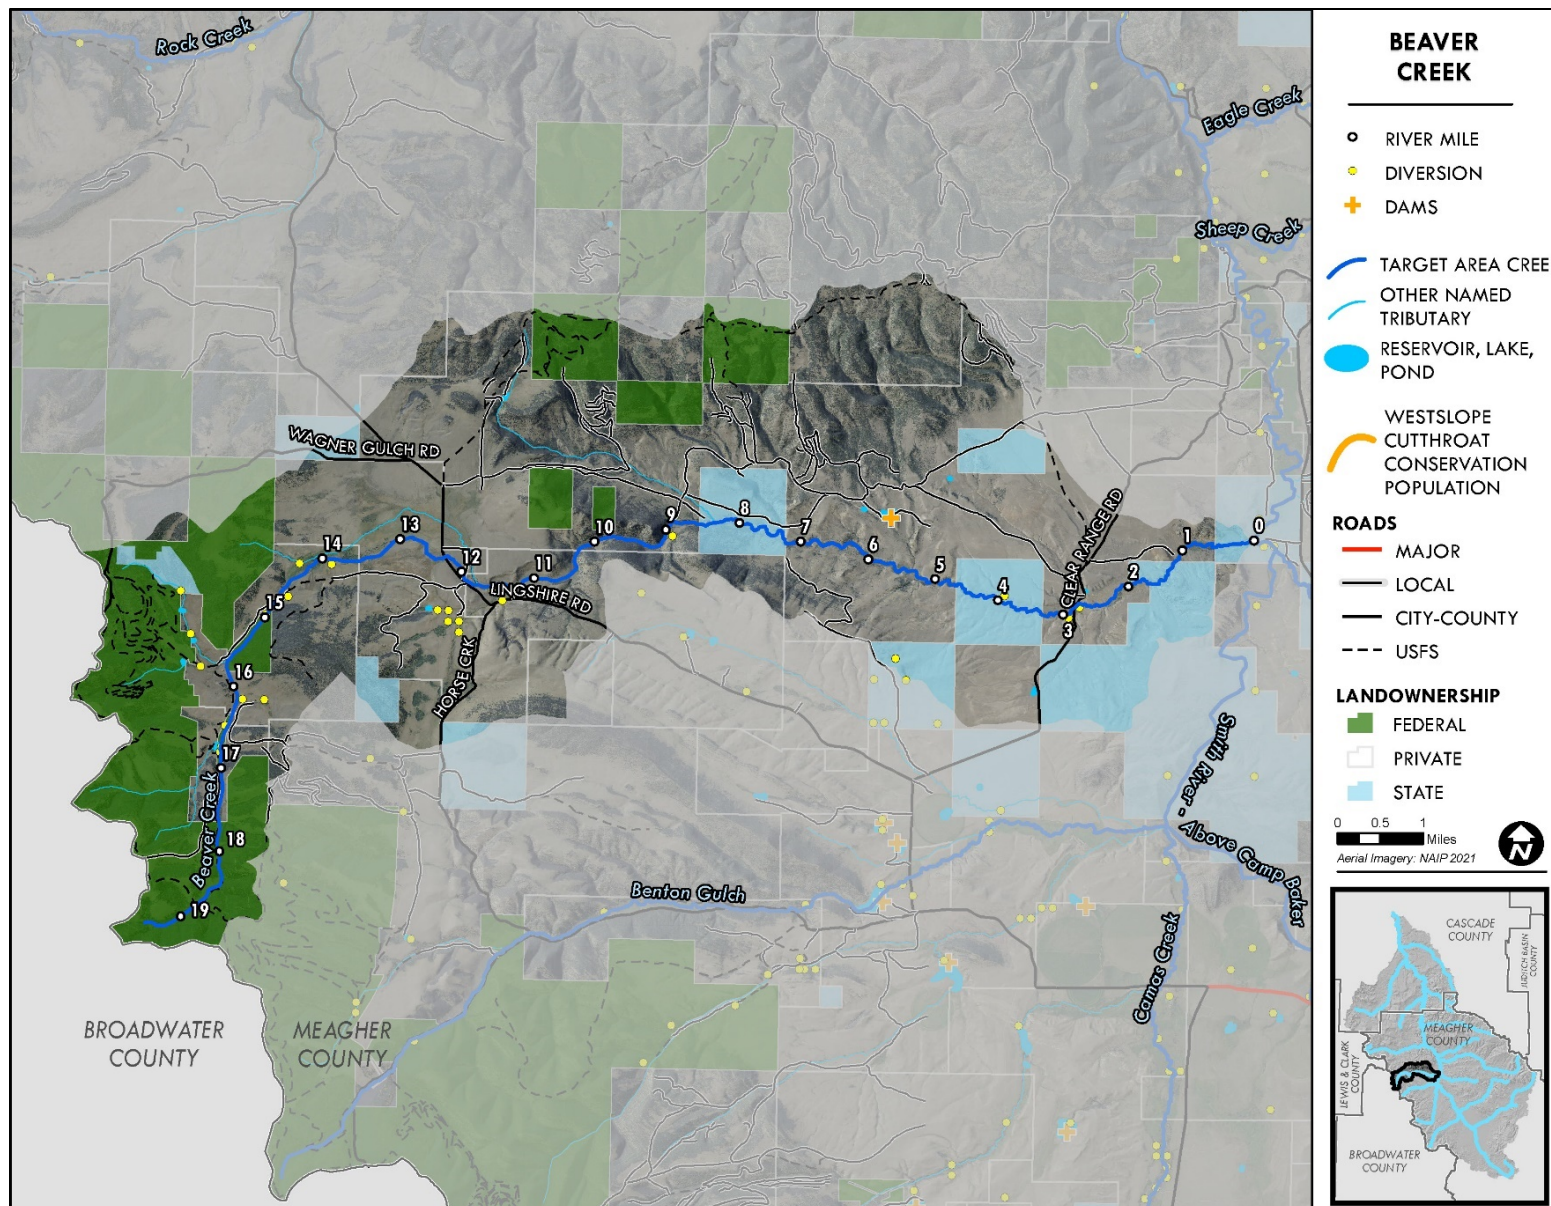 Rock Creek
Eagle Creek
Sheep Creek
WAGNER GULCH RD
CLEAR RANGE RD
LINGSHIRE RD
HORSE CRK
0
1
2
3
4
5
6
7
8
9
10
11
12
13
14
15
16
17
18
19
Beaver Creek
Benton Gulch
Smith River -
Above Camp Baker
Camas Creek
BROADWATER
COUNTY
MEAGHER
COUNTY
BEAVER
CREEK
RIVER MILE
DIVERSION
DAMS
TARGET AREA CREE
OTHER NAMED
TRIBUTARY
RESERVOIR, LAKE,
POND
WESTSLOPE
CUTTHROAT
CONSERVATION
POPULATION
ROADS
MAJOR
LOCAL
CITY-COUNTY
USFS
LANDOWNERSHIP
FEDERAL
PRIVATE
STATE
0 0.5 1
Miles
Aerial Imagery: NAIP 2021
N
CASCADE
COUNTY
JUDITH BASIN
COUNTY
MEAGHER
COUNTY
LEWIS & CLARK
COUNTY
BROADWATER
COUNTY